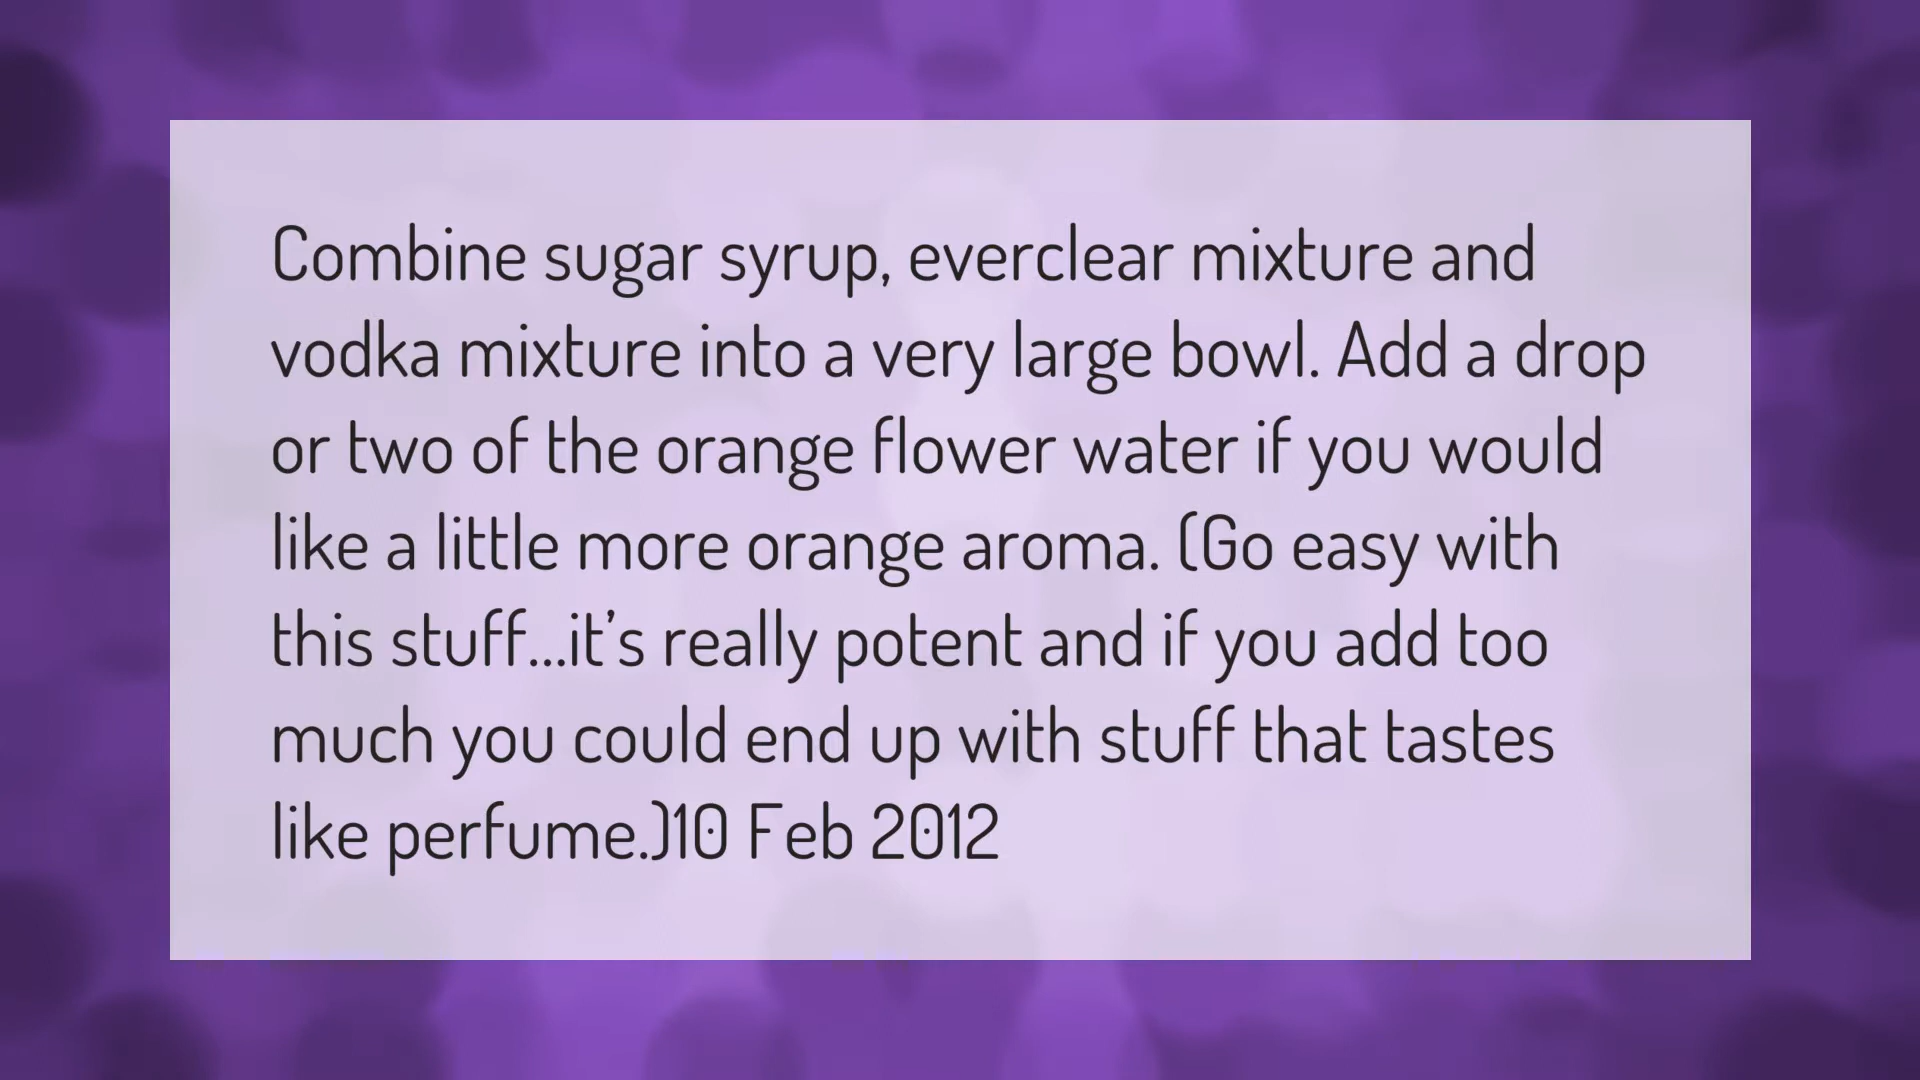 Combine sugar syrup, everclear mixture and
vodka mixture into a very large bowl. Add a drop
or two of the orange flower water if you would
like a little more orange aroma. (Go easy with
this stuff...it’s really potent and if you add too
much you could end up with stuff that tastes
like perfume.)10 Feb 2012